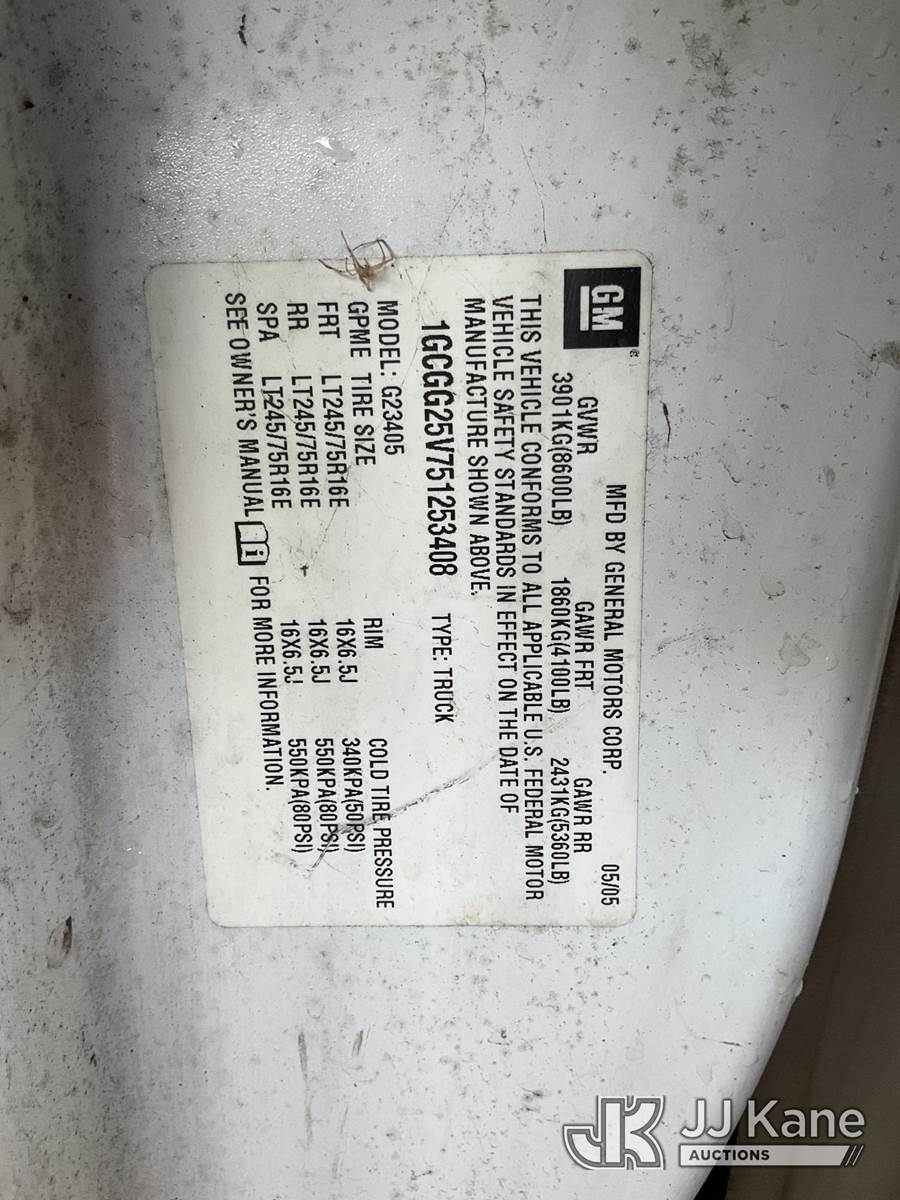 GM
MFD BY GENERAL MOTORS CORP. 05/05
GVWR GAWR FRT GAWR RR
3901KG(8600LB) 1860KG(4100LB) 2431KG(5360LB)
THIS VEHICLE CONFORMS TO ALL APPLICABLE U.S. FEDERAL MOTOR
VEHICLE SAFETY STANDARDS IN EFFECT ON THE DATE OF
MANUFACTURE SHOWN ABOVE.
1GCGG25V751253408 TYPE: TRUCK
MODEL: G23405
GPME TIRE SIZE RIM COLD TIRE PRESSURE
FRT LT245/75R16E 16X6.5J 340KPA(50PSI)
RR LT245/75R16E 16X6.5J 550KPA(80PSI)
SPA LT245/75R16E 16X6.5J 550KPA(80PSI)
SEE OWNER'S MANUAL FOR MORE INFORMATION.
JK JJ Kane
AUCTIONS